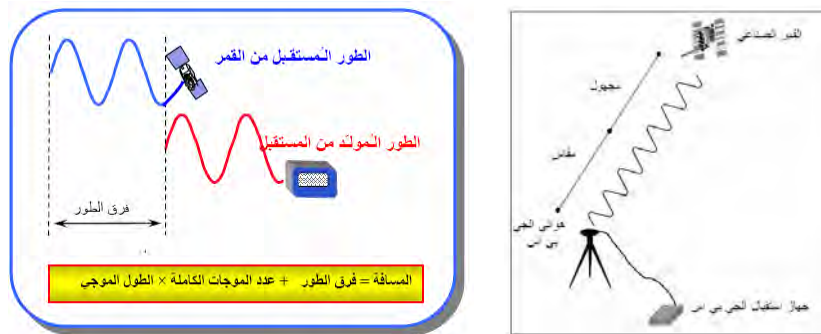 الطور المستقبل من القمر
الطور المولد من المستقبل
فرق الطور
المسافة = فرق الطور + عدد الموجات الكاملة × الطول الموجي
القمر الصناعي
مجهول
مقاس
هوائي الجي
بي اس
جهاز استقبال الجي بي اس